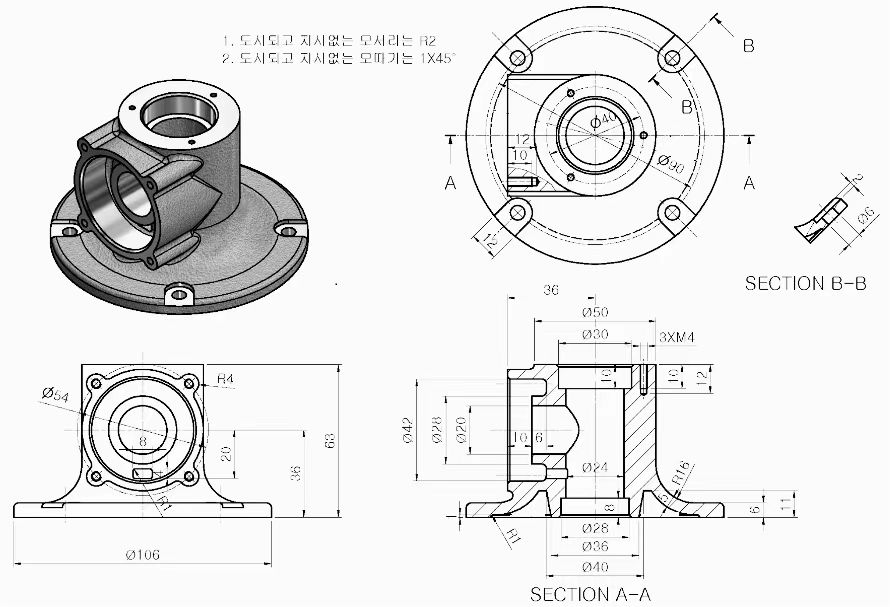 1. 도시되고 지시없는 모서리는 R2
2. 도시되고 지시없는 모따기는 1X45°
B
B
Ø40
12
10
Ø90
A
A
12
2
Ø6
SECTION B-B
36
Ø50
Ø30
3XM4
10
10
12
R4
Ø54
8
20
36
63
4
R1
Ø106
Ø42
Ø28
Ø20
10
6
Ø24
R16
5
11
6
8
R1
Ø28
Ø36
Ø40
SECTION A-A